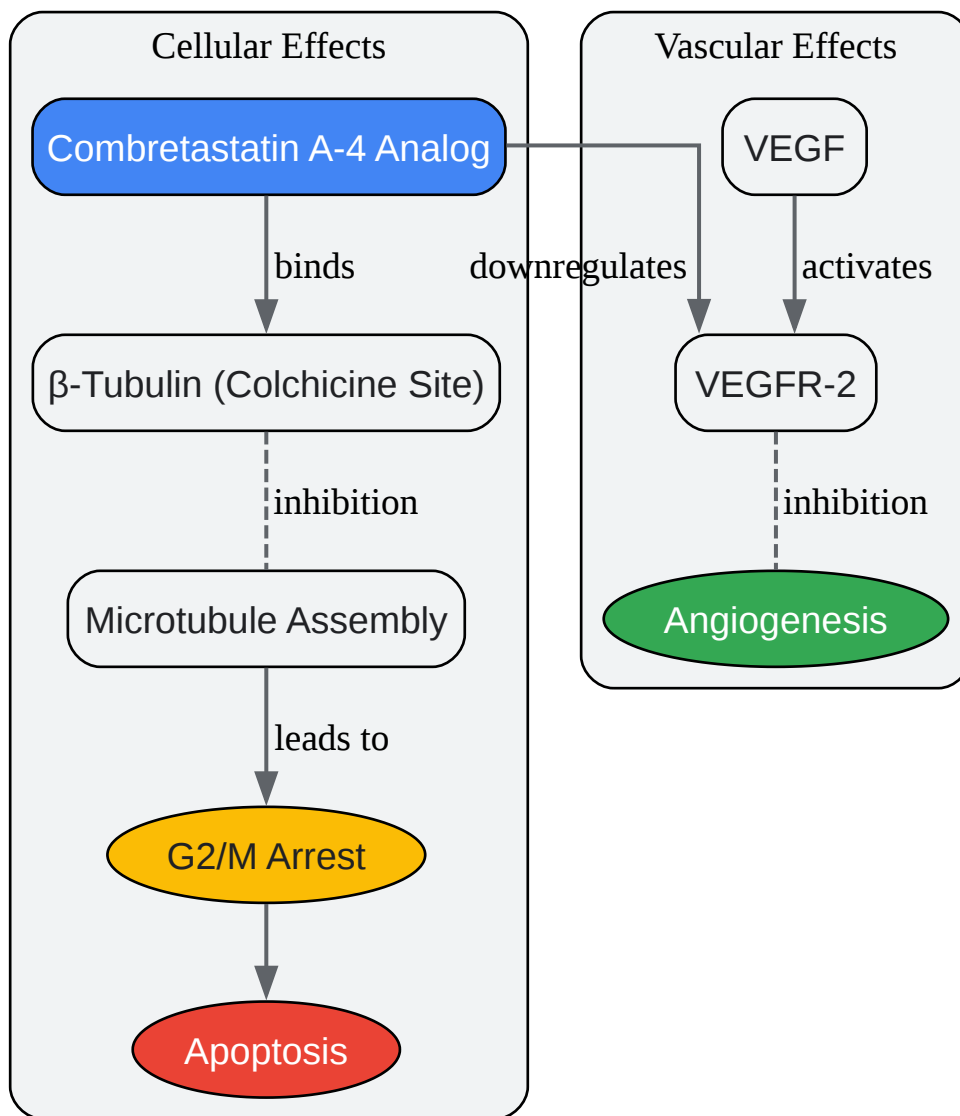 Cellular Effects
Combretastatin A-4 Analog
binds
β-Tubulin (Colchicine Site)
inhibition
Microtubule Assembly
leads to
G2/M Arrest
Apoptosis
downregulates
Vascular Effects
VEGF
activates
VEGFR-2
inhibition
Angiogenesis